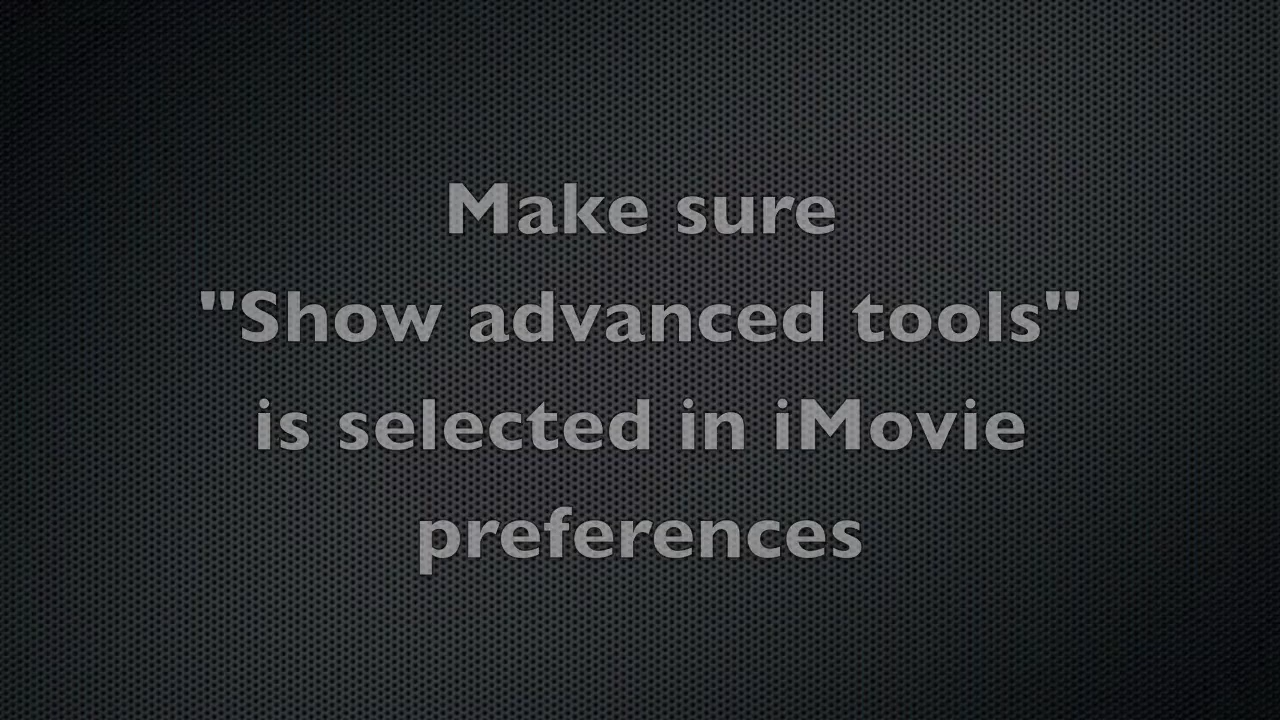 Make sure
"Show advanced tools"
is selected in iMovie
preferences